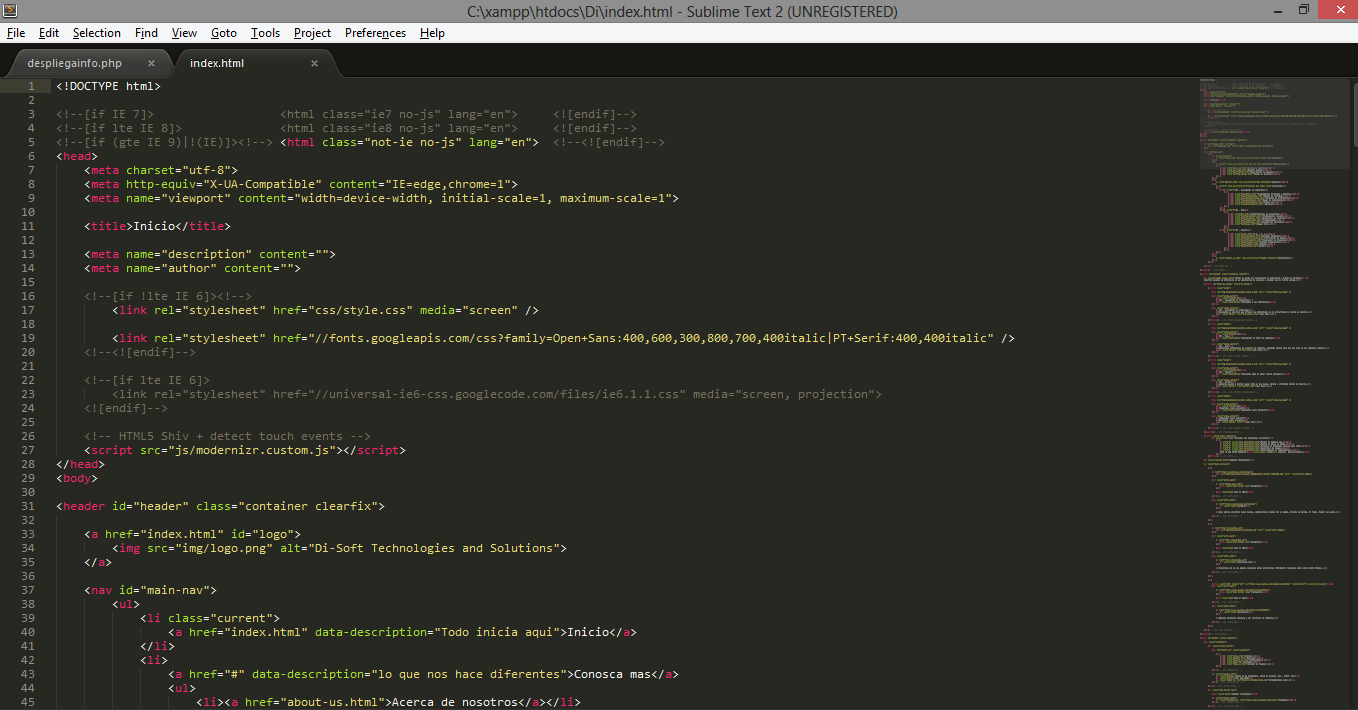 C:\xampp\htdocs\Di\index.html - Sublime Text 2 (UNREGISTERED)
File Edit Selection Find View Goto Tools Project Preferences Help
despliegainfo.php × index.html ×
1 <!DOCTYPE html>
2
3 <!--[if IE 7]>                  <html class="ie7 no-js" lang="en">     <![endif]-->
4 <!--[if lte IE 8]>              <html class="ie8 no-js" lang="en">     <![endif]-->
5 <!--[if (gte IE 9)|!(IE)]><!--> <html class="not-ie no-js" lang="en">  <!--<![endif]-->
6 <head>
7     <meta charset="utf-8">
8     <meta http-equiv="X-UA-Compatible" content="IE=edge,chrome=1">
9     <meta name="viewport" content="width=device-width, initial-scale=1, maximum-scale=1">
10
11     <title>Inicio</title>
12
13     <meta name="description" content="">
14     <meta name="author" content="">
15
16     <!--[if !lte IE 6]><!-->
17         <link rel="stylesheet" href="css/style.css" media="screen" />
18
19         <link rel="stylesheet" href="//fonts.googleapis.com/css?family=Open+Sans:400,600,300,800,700,400italic|PT+Serif:400,400italic" />
20     <!--<![endif]-->
21
22     <!--[if lte IE 6]>
23         <link rel="stylesheet" href="//universal-ie6-css.googlecode.com/files/ie6.1.1.css" media="screen, projection">
24     <![endif]-->
25
26     <!-- HTML5 Shiv + detect touch events -->
27     <script src="js/modernizr.custom.js"></script>
28 </head>
29 <body>
30
31 <header id="header" class="container clearfix">
32
33     <a href="index.html" id="logo">
34         <img src="img/logo.png" alt="Di-Soft Technologies and Solutions">
35     </a>
36
37     <nav id="main-nav">
38         <ul>
39             <li class="current">
40                 <a href="index.html" data-description="Todo inicia aqui">Inicio</a>
41             </li>
42             <li>
43                 <a href="#" data-description="lo que nos hace diferentes">Conosca mas</a>
44                 <ul>
45                     <li><a href="about-us.html">Acerca de nosotros</a></li>